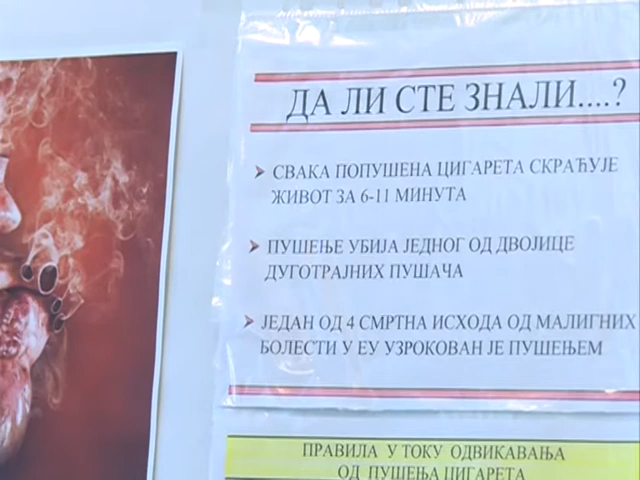 ДА ЛИ СТЕ ЗНАЛИ....?
СВАКА ПОПУШЕНА ЦИГАРЕТА СКРАЋУЈЕ
ЖИВОТ ЗА 6-11 МИНУТА
ПУШЕЊЕ УБИЈА ЈЕДНОГ ОД ДВОЈИЦЕ
ДУГОТРАЈНИХ ПУШАЧА
ЈЕДАН ОД 4 СМРТНА ИСХОДА ОД МАЛИГНИХ
БОЛЕСТИ У ЕУ УЗРОКОВАН ЈЕ ПУШЕЊЕМ
ПРАВИЛА У ТОКУ ОДВИКАВАЊА
ОД ПУШЕЊА ЦИГАРЕТА